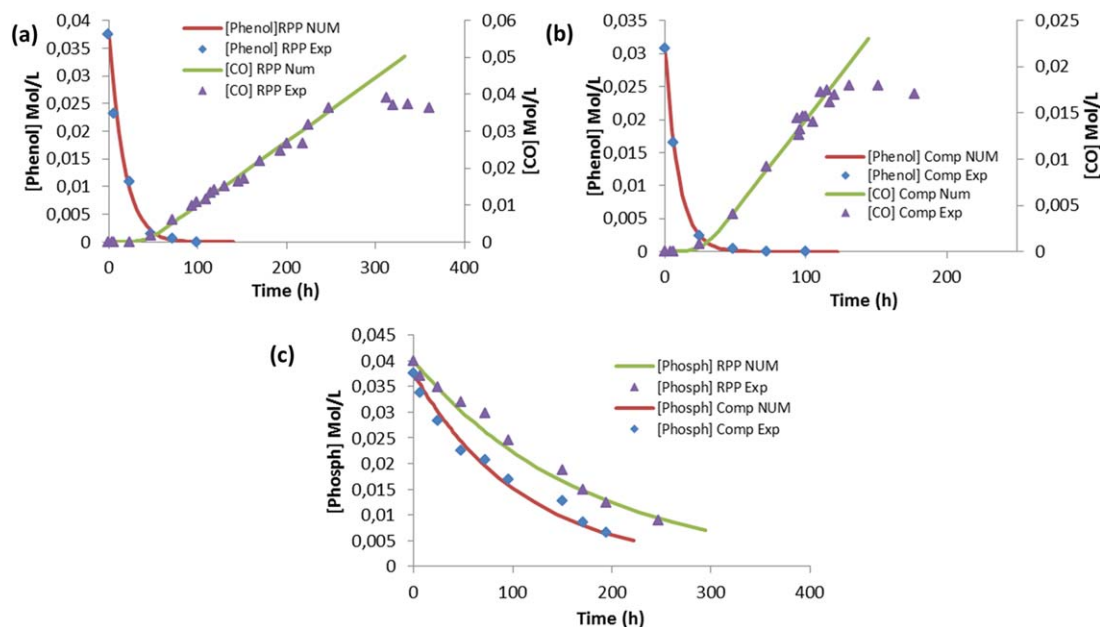 (a)
[Phenol] Mol/L
0,04
0,035
0,03
0,025
0,02
0,015
0,01
0,005
0
[Phenol]RPP NUM
[Phenol] RPP Exp
[CO] RPP Num
[CO] RPP Exp
0,06
0,05
0,04
0,03
0,02
0,01
0
[CO] Mol/L
0 100 200 300 400
Time (h)
(b)
[Phenol] Mol/L
0,035
0,03
0,025
0,02
0,015
0,01
0,005
0
[Phenol] Comp NUM
[Phenol] Comp Exp
[CO] Comp Num
[CO] Comp Exp
0,025
0,02
0,015
0,01
0,005
0
[CO] Mol/L
0 100 200
Time (h)
(c)
[Phosph] Mol/L
0,045
0,04
0,035
0,03
0,025
0,02
0,015
0,01
0,005
0
[Phosph] RPP NUM
[Phosph] RPP Exp
[Phosph] Comp NUM
[Phosph] Comp Exp
0 100 200 300 400
Time (h)